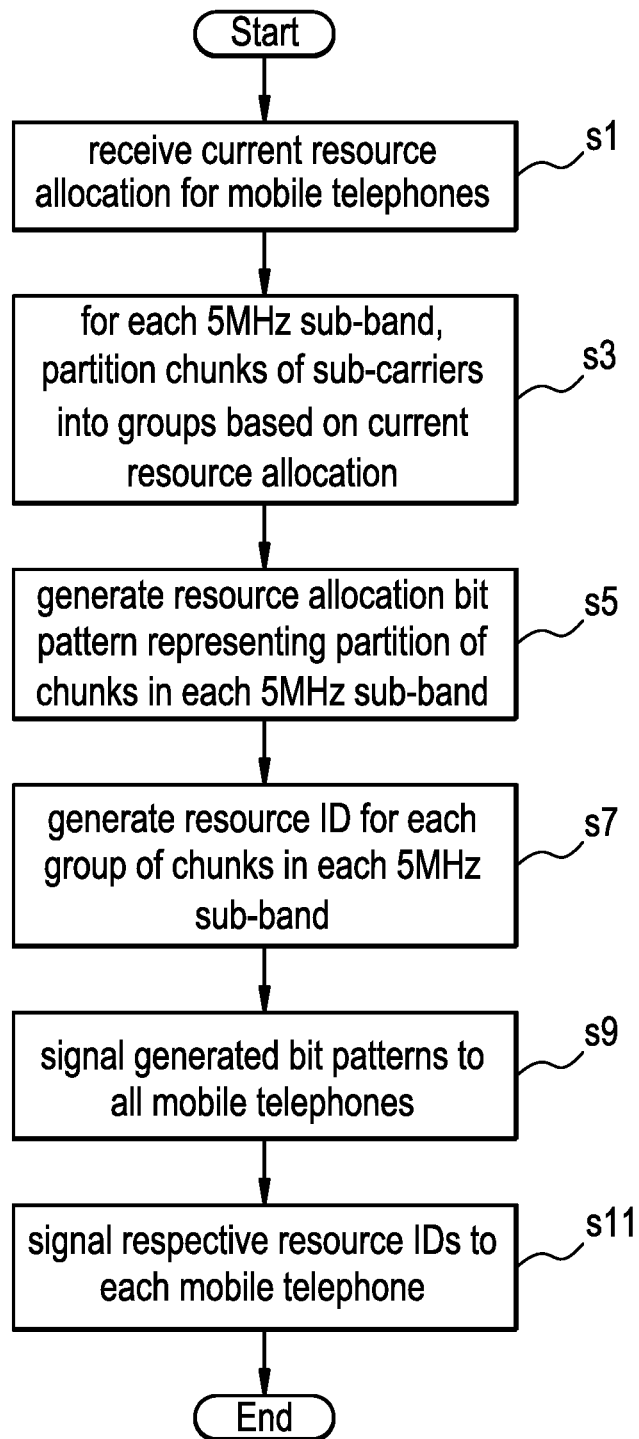 Start
receive current resource
allocation for mobile telephones
s1
for each 5MHz sub-band,
partition chunks of sub-carriers
into groups based on current
resource allocation
s3
generate resource allocation bit
pattern representing partition of
chunks in each 5MHz sub-band
s5
generate resource ID for each
group of chunks in each 5MHz
sub-band
s7
signal generated bit patterns to
all mobile telephones
s9
signal respective resource IDs to
each mobile telephone
s11
End